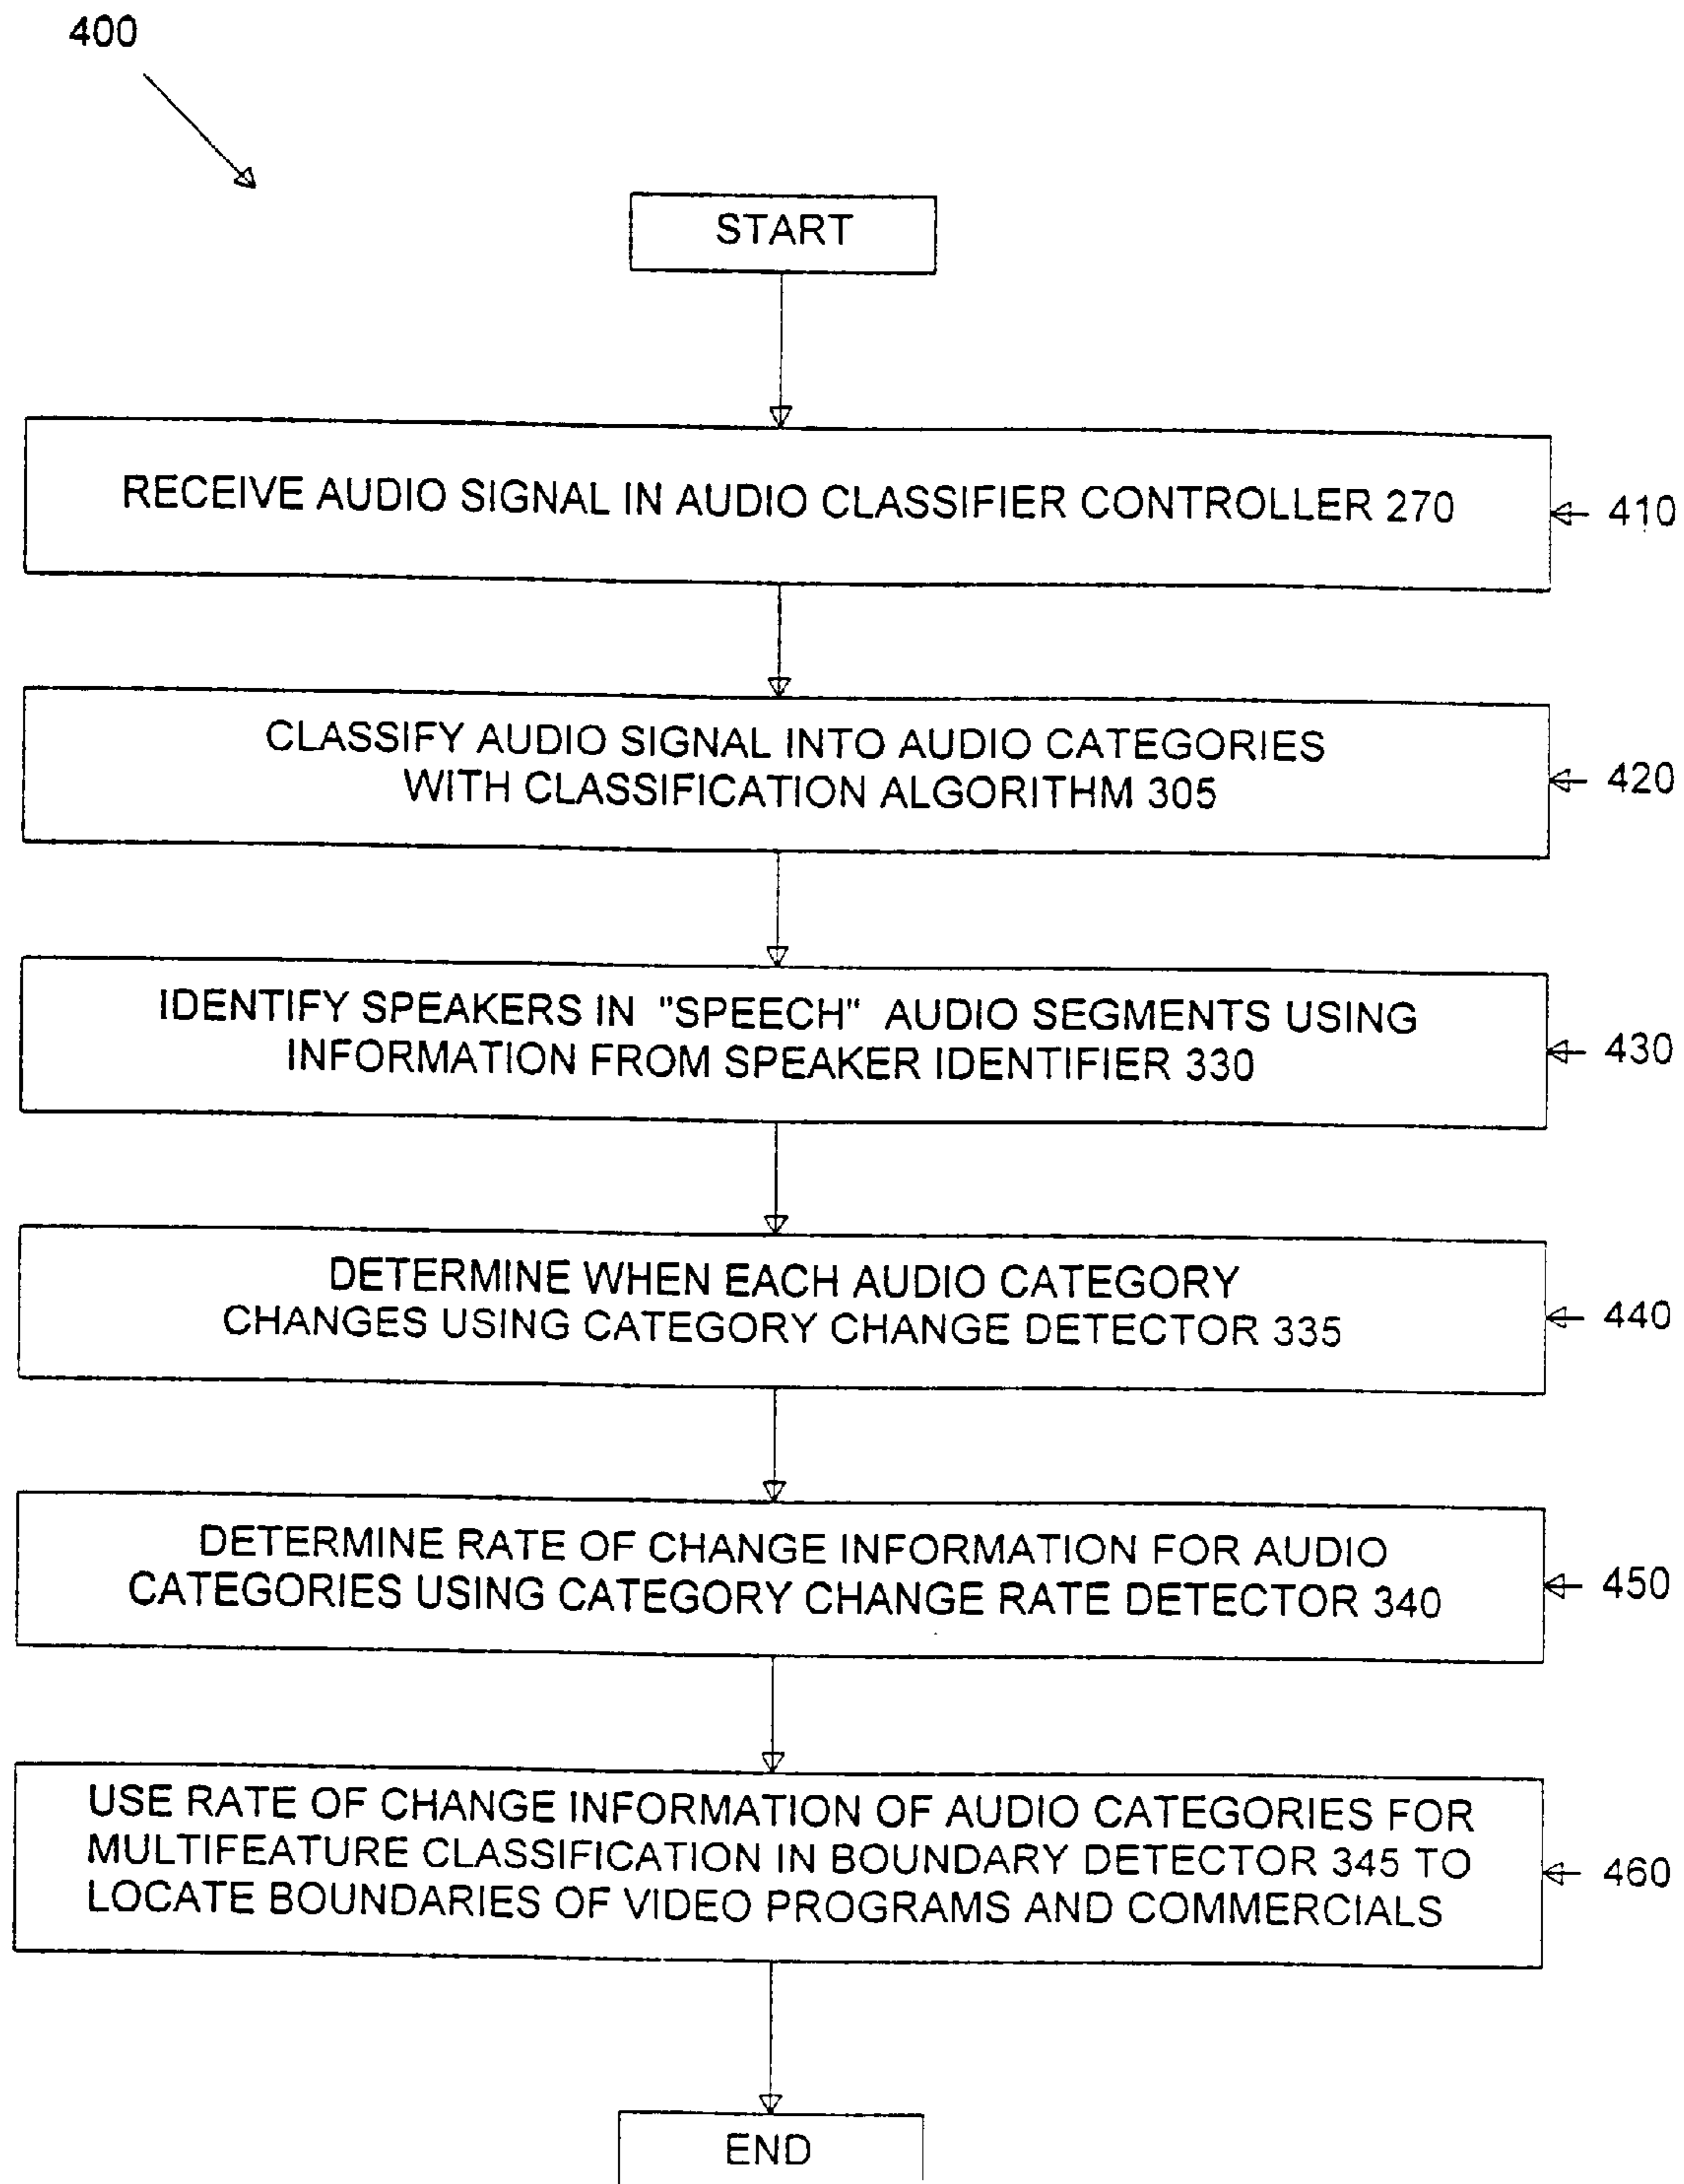 400
START
RECEIVE AUDIO SIGNAL IN AUDIO CLASSIFIER CONTROLLER 270
410
CLASSIFY AUDIO SIGNAL INTO AUDIO CATEGORIES
WITH CLASSIFICATION ALGORITHM 305
420
IDENTIFY SPEAKERS IN "SPEECH" AUDIO SEGMENTS USING
INFORMATION FROM SPEAKER IDENTIFIER 330
430
DETERMINE WHEN EACH AUDIO CATEGORY
CHANGES USING CATEGORY CHANGE DETECTOR 335
440
DETERMINE RATE OF CHANGE INFORMATION FOR AUDIO
CATEGORIES USING CATEGORY CHANGE RATE DETECTOR 340
450
USE RATE OF CHANGE INFORMATION OF AUDIO CATEGORIES FOR
MULTIFEATURE CLASSIFICATION IN BOUNDARY DETECTOR 345 TO
LOCATE BOUNDARIES OF VIDEO PROGRAMS AND COMMERCIALS
460
END